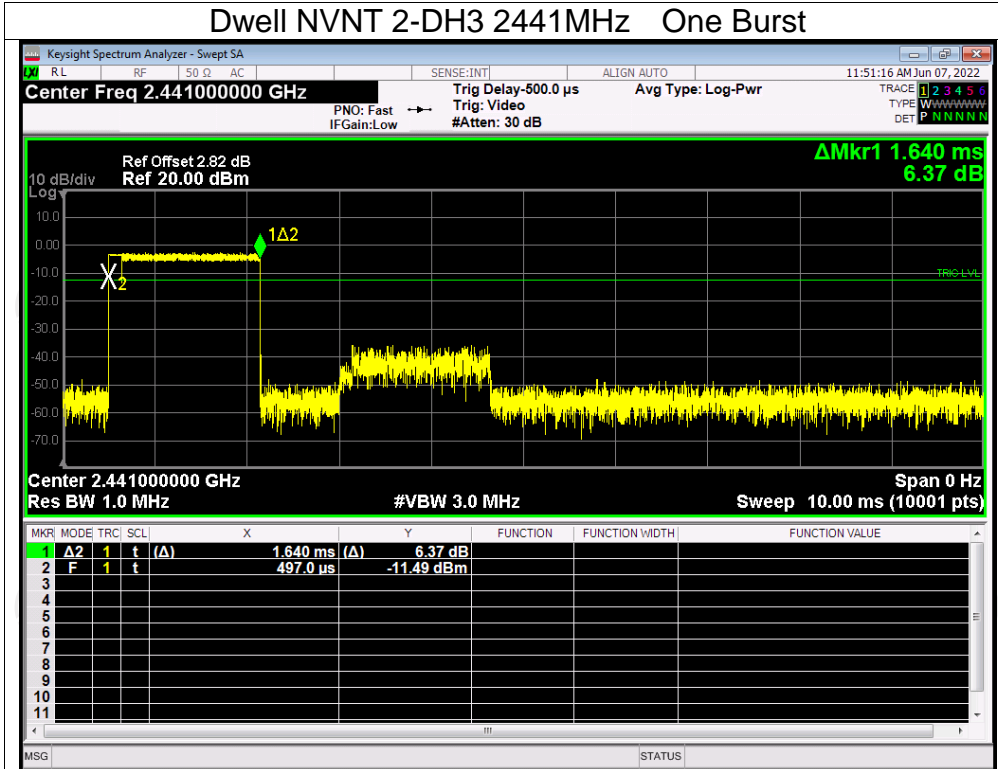 Dwell NVNT 2-DH3 2441MHz One Burst
Keysight Spectrum Analyzer - Swept SA
LXI RL RF 50 Ω AC SENSE:INT ALIGN AUTO 11:51:16 AM Jun 07, 2022
Center Freq 2.441000000 GHz Trig Delay-500.0 µs Avg Type: Log-Pwr TRACE 1 2 3 4 5 6
PNO: Fast Trig: Video TYPE WWWWWW
IFGain:Low #Atten: 30 dB DET P N N N N N
ΔMkr1 1.640 ms
Ref Offset 2.82 dB
10 dB/div Ref 20.00 dBm 6.37 dB
Log
10.0
0.00
1Δ2
-10.0
TRIG LVL
X2
-20.0
-30.0
-40.0
-50.0
-60.0
-70.0
Center 2.441000000 GHz Span 0 Hz
Res BW 1.0 MHz #VBW 3.0 MHz Sweep 10.00 ms (10001 pts)
MKR MODE TRC SCL X Y FUNCTION FUNCTION WIDTH FUNCTION VALUE
1 Δ2 1 t (Δ) 1.640 ms (Δ) 6.37 dB
2 F 1 t 497.0 µs -11.49 dBm
3
4
5
6
7
8
9
10
11
MSG STATUS